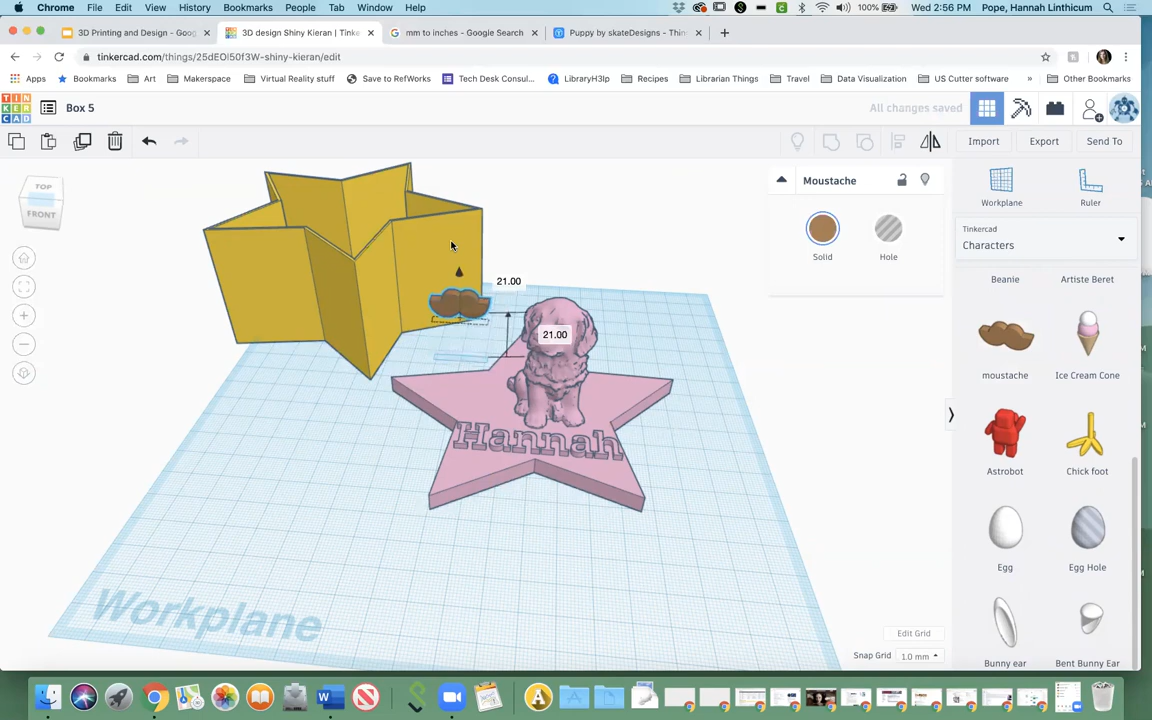 Chrome File Edit View History Bookmarks People Tab Window Help
100% Wed 2:56 PM Pope, Hannah Linthicum
3D Printing and Design - Goog
3D design Shiny Kieran | Tinke
mm to inches - Google Search
Puppy by skateDesigns - Thin
tinkercad.com/things/25dEOl50f3W-shiny-kieran/edit
Apps Bookmarks Art Makerspace Virtual Reality stuff Save to RefWorks Tech Desk Consul... LibraryH3lp Recipes Librarian Things Travel Data Visualization US Cutter software » Other Bookmarks
TIN
KER
CAD
Box 5
All changes saved
Import Export Send To
TOP
FRONT
Moustache
Solid Hole
Workplane Ruler
Tinkercad
Characters
Beanie Artiste Beret
moustache Ice Cream Cone
Astrobot Chick foot
Egg Egg Hole
Bunny ear Bent Bunny Ear
21.00
21.00
Hannah
Workplane
Edit Grid
Snap Grid 1.0 mm